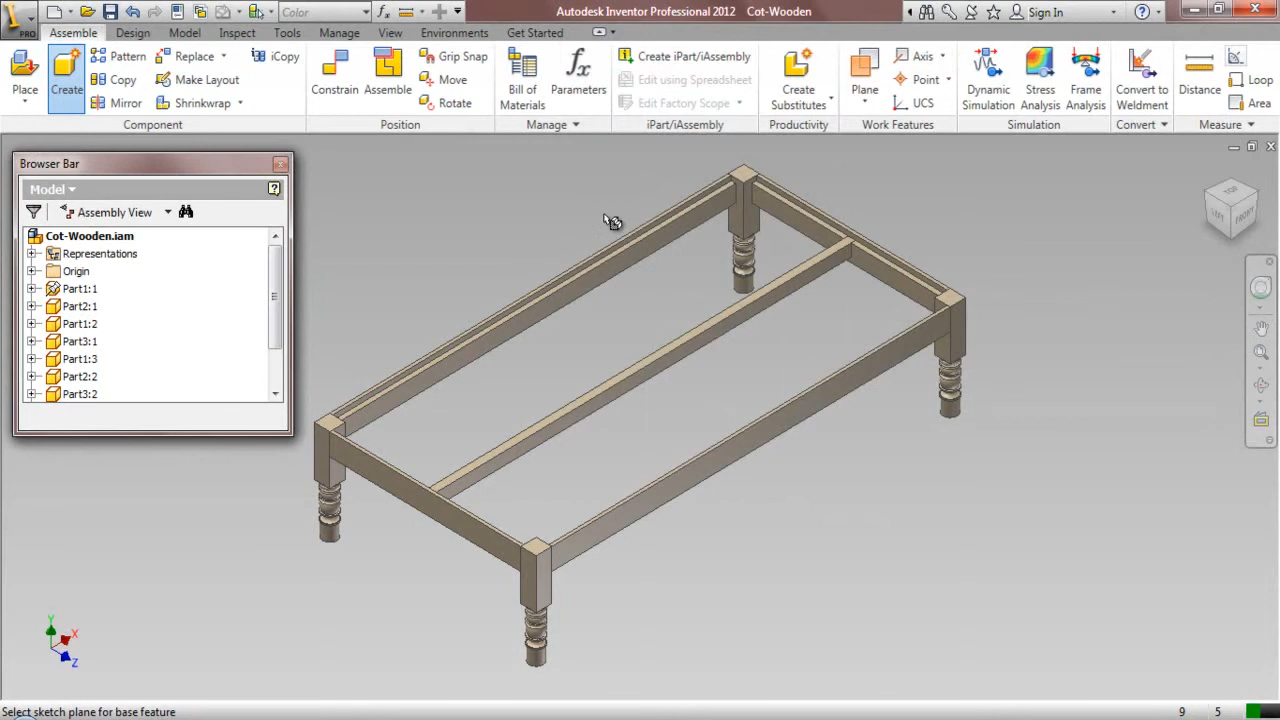 Color
Autodesk Inventor Professional 2012 Cot-Wooden
Sign In
PRO
Assemble Design Model Inspect Tools Manage View Environments Get Started
Place
Create
Pattern
Copy
Mirror
Replace
Make Layout
Shrinkwrap
iCopy
Component
Constrain
Assemble
Grip Snap
Move
Rotate
Position
Bill of
Materials
Parameters
Manage
Create iPart/iAssembly
Edit using Spreadsheet
Edit Factory Scope
iPart/iAssembly
Create
Substitutes
Productivity
Plane
Axis
Point
UCS
Work Features
Dynamic
Simulation
Stress
Analysis
Frame
Analysis
Simulation
Convert to
Weldment
Convert
Distance
Loop
Area
Measure
Browser Bar
Model
Assembly View
Cot-Wooden.iam
Representations
Origin
Part1:1
Part2:1
Part1:2
Part3:1
Part1:3
Part2:2
Part3:2
TOP
LEFT
FRONT
Y
X
Z
Select sketch plane for base feature
9 5